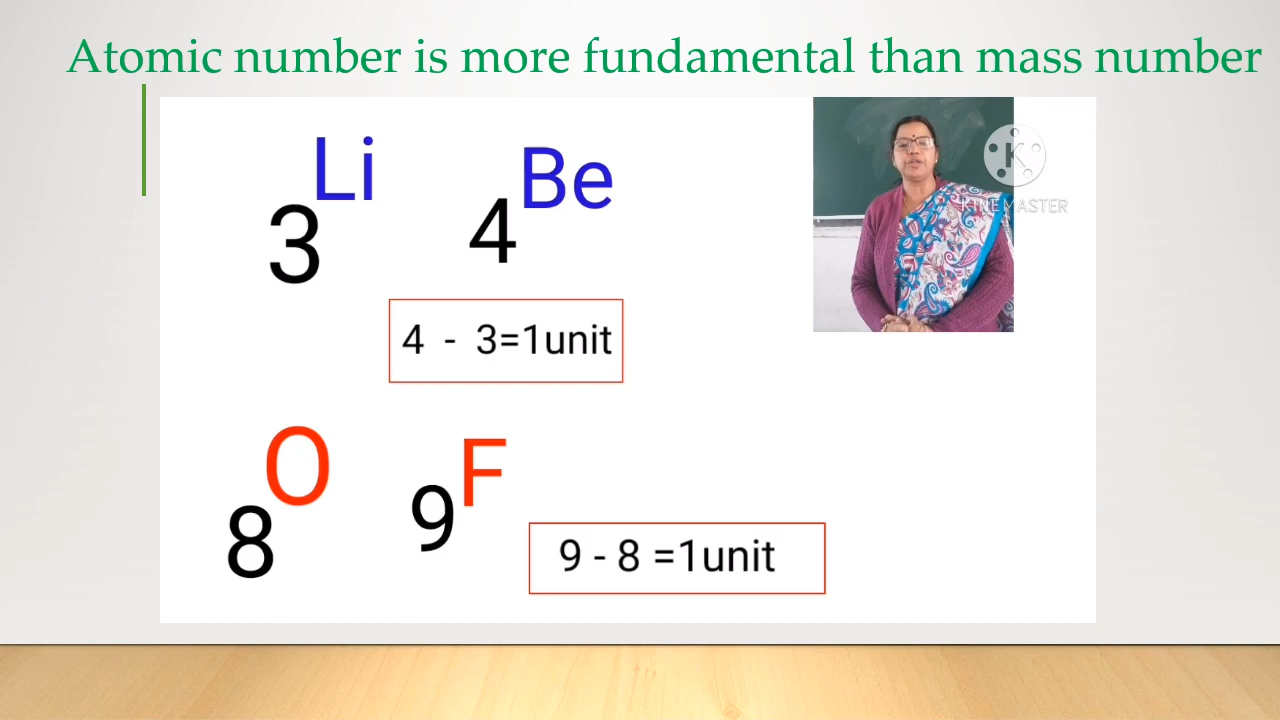 Atomic number is more fundamental than mass number
Li
3
Be
4
4 - 3=1unit
O
8
F
9
9 - 8 =1unit
K
KINEMASTER